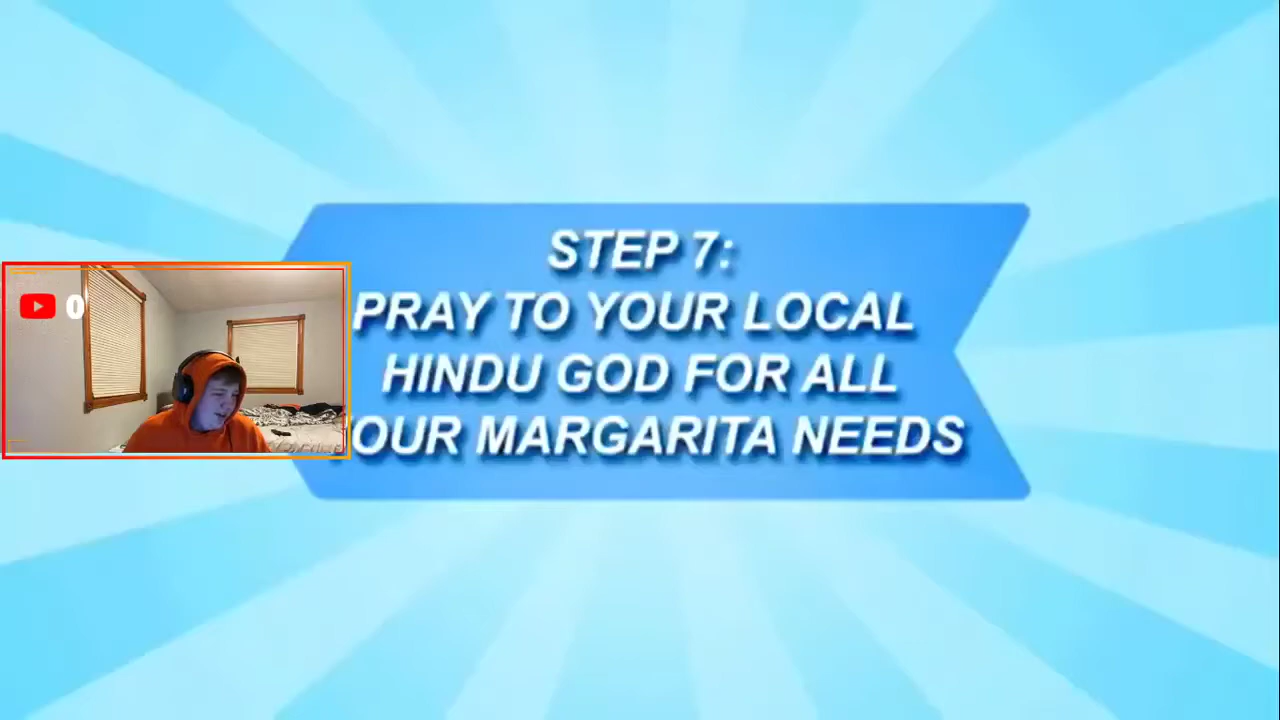 STEP 7:
PRAY TO YOUR LOCAL
HINDU GOD FOR ALL
OUR MARGARITA NEEDS
0